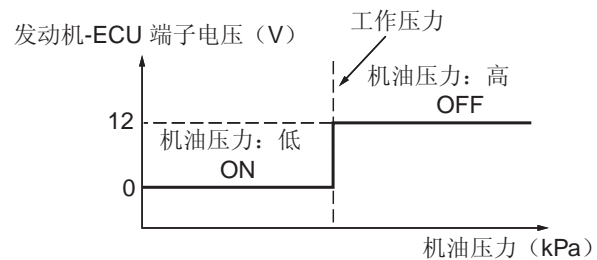 工作压力
发动机-ECU 端子电压（V）
机油压力：高
OFF
12
机油压力：低
ON
0
机油压力（kPa）